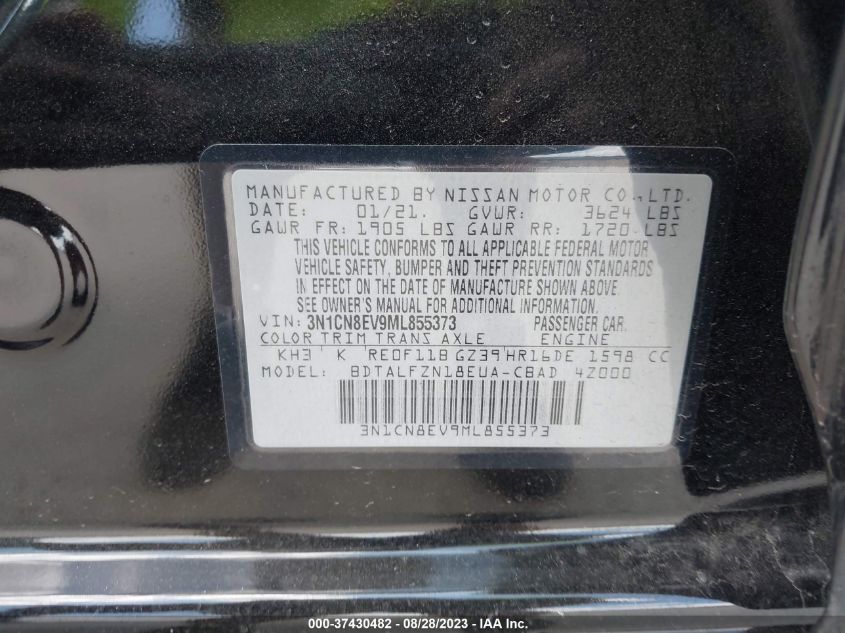 MANUFACTURED BY NISSAN MOTOR CO., LTD.
DATE: 01/21. GVWR: 3624 LBS
GAWR FR: 1905 LBS GAWR RR: 1720 LBS
THIS VEHICLE CONFORMS TO ALL APPLICABLE FEDERAL MOTOR
VEHICLE SAFETY, BUMPER AND THEFT PREVENTION STANDARDS
IN EFFECT ON THE DATE OF MANUFACTURE SHOWN ABOVE.
SEE OWNER'S MANUAL FOR ADDITIONAL INFORMATION.
VIN: 3N1CN8EV9ML855373 PASSENGER CAR.
COLOR TRIM TRANS AXLE ENGINE
KH3 K RE0F11B GZ39 HR16DE 1598 CC
MODEL: BDTALFZN18EUA-CBAD 4Z000
3N1CN8EV9ML855373
000-37430482 - 08/28/2023 - © IAA, Inc.